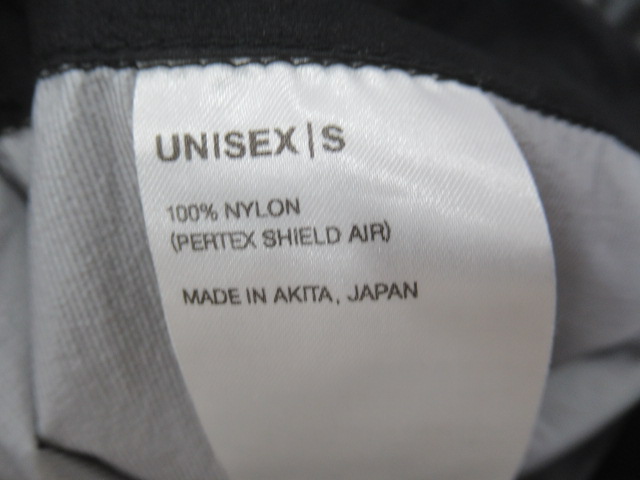 UNISEX|S
100% NYLON
(PERTEX SHIELD AIR)
MADE IN AKITA, JAPAN